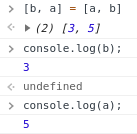 > [b, a] = [a, b]
<· ▶ (2) [3, 5]
> console.log(b);
3
<· undefined
> console.log(a);
5